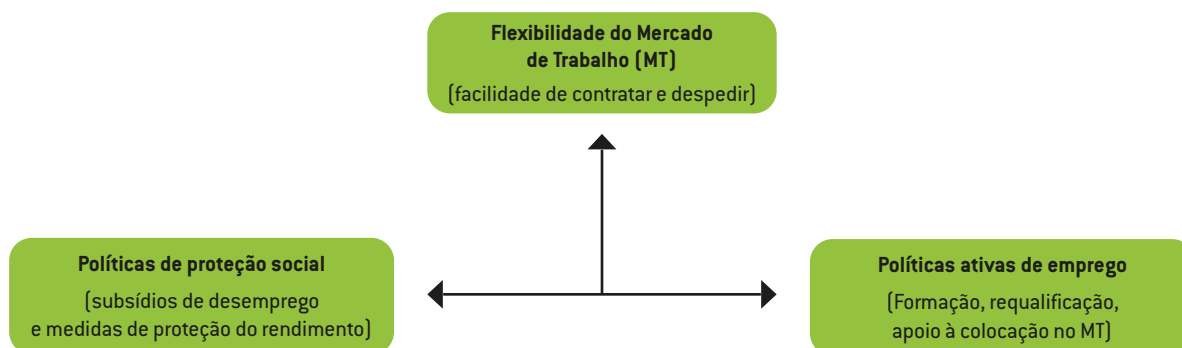 Flexibilidade do Mercado
de Trabalho (MT)
(facilidade de contratar e despedir)
Políticas de proteção social
(subsídios de desemprego
e medidas de proteção do rendimento)
Políticas ativas de emprego
(Formação, requalificação,
apoio à colocação no MT)